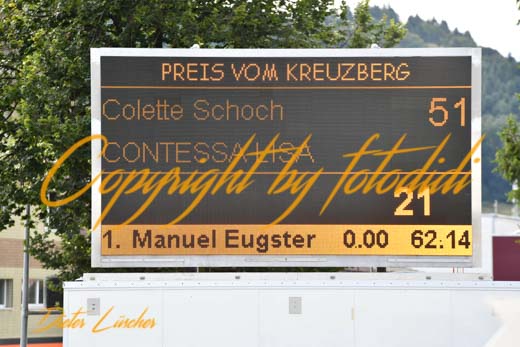 PREIS VOM KREUZBERG
Colette Schoch 51
CONTESSA LISA
Copyright by fotodidi
21
1. Manuel Eugster 0.00 62:14
Dieter Lüscher